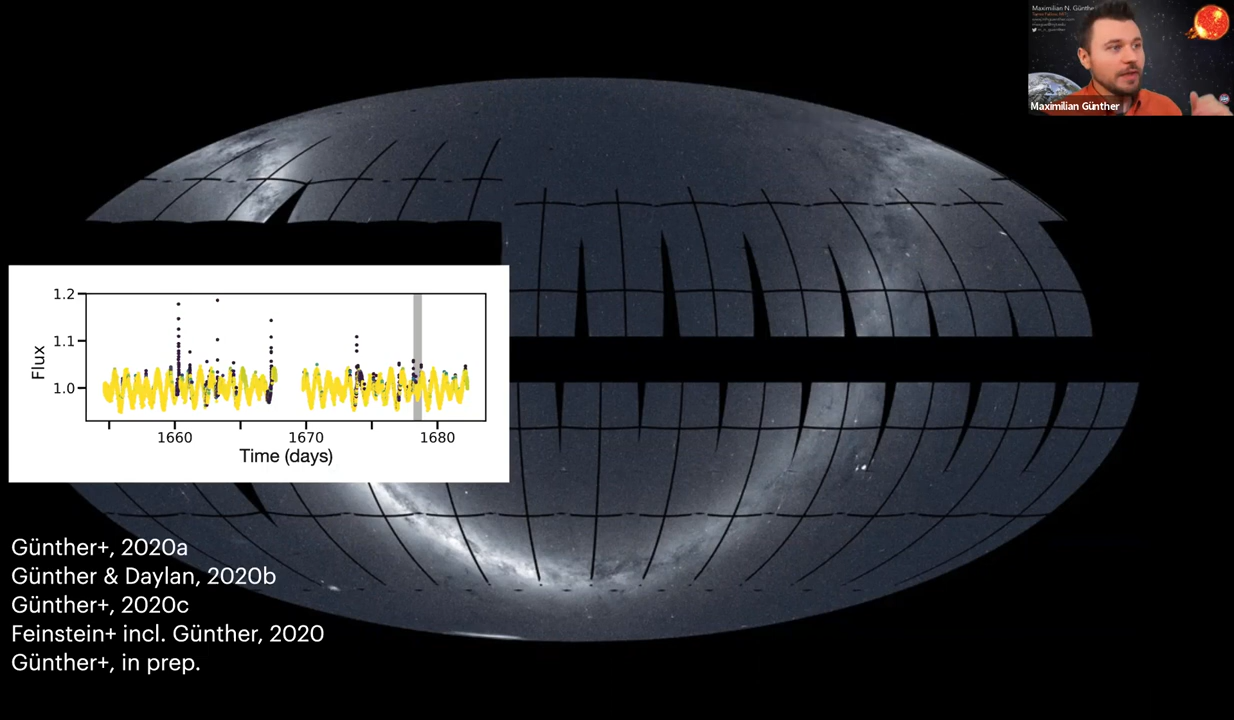 Maximilian N. Günther
Maximilian Günther
1.2
1.1
1.0
Flux
1660
1670
1680
Time (days)
Günther+, 2020a
Günther & Daylan, 2020b
Günther+, 2020c
Feinstein+ incl. Günther, 2020
Günther+, in prep.